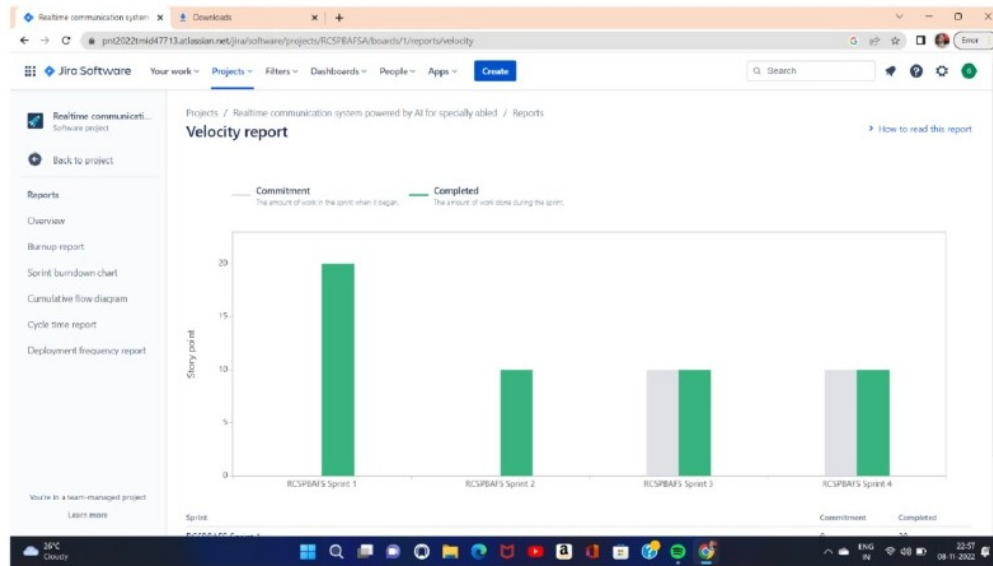 Realtime communication system
Downloads
pnt2022tmid47713.atlassian.net/jira/software/projects/RCSPBAFSA/boards/1/reports/velocity
Error
Jira Software
Your work
Projects
Filters
Dashboards
People
Apps
Create
Search
Realtime communicati...
Software project
Back to project
Reports
Overview
Burnup report
Sprint burndown chart
Cumulative flow diagram
Cycle time report
Deployment frequency report
You're in a team-managed project
Learn more
Projects / Realtime communication system powered by AI for specially abled / Reports
Velocity report
How to read this report
Commitment
The amount of work in the sprint when it began.
Completed
The amount of work done during the sprint.
Story point
20
15
10
5
0
RCSPBAFS Sprint 1
RCSPBAFS Sprint 2
RCSPBAFS Sprint 3
RCSPBAFS Sprint 4
Sprint
Commitment
Completed
26°C
Cloudy
ENG
IN
22:57
08-11-2022